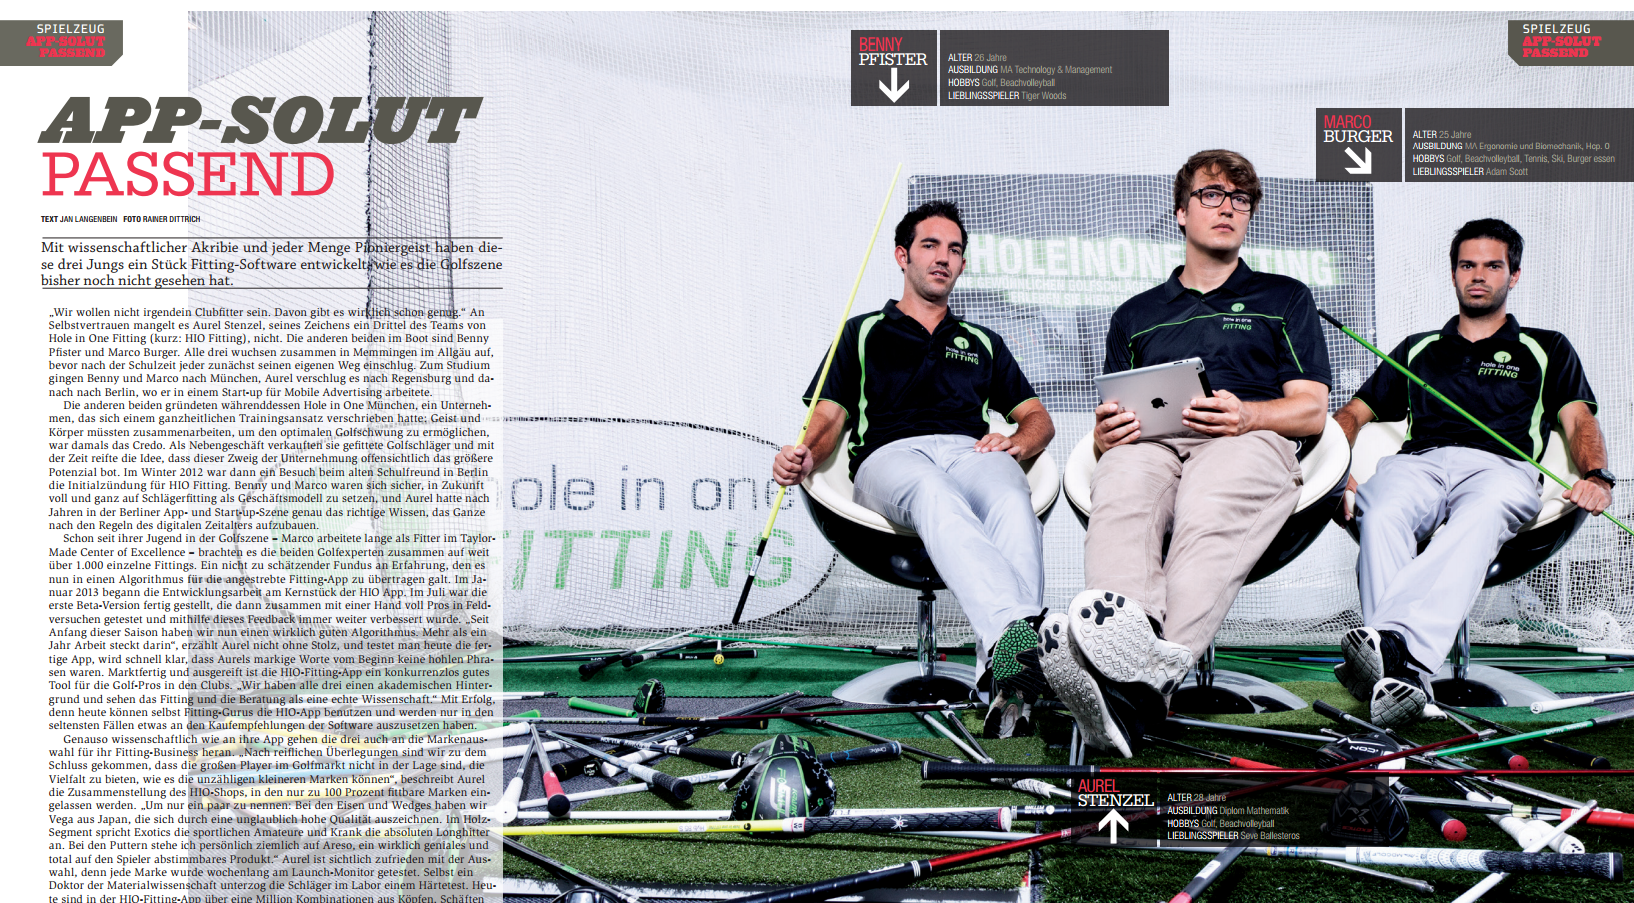 SPIELZEUG
APP-SOLUT
PASSEND
APP-SOLUT
PASSEND
TEXT JAN LANGENBEIN FOTO RAINER DITTRICH
Mit wissenschaftlicher Akribie und jeder Menge Pioniergeist haben die-
se drei Jungs ein Stück Fitting-Software entwickelt, wie es die Golfszene
bisher noch nicht gesehen hat.
„Wir wollen nicht irgendein Clubfitter sein. Davon gibt es wirklich schon genug.“ An
Selbstvertrauen mangelt es Aurel Stenzel, seines Zeichens ein Drittel des Teams von
Hole in One Fitting (kurz: HIO Fitting), nicht. Die anderen beiden im Boot sind Benny
Pfister und Marco Burger. Alle drei wuchsen zusammen in Memmingen im Allgäu auf,
bevor nach der Schulzeit jeder zunächst seinen eigenen Weg einschlug. Zum Studium
gingen Benny und Marco nach München, Aurel verschlug es nach Regensburg und da-
nach nach Berlin, wo er in einem Start-up für Mobile Advertising arbeitete.
Die anderen beiden gründeten währenddessen Hole in One München, ein Unterneh-
men, das sich einem ganzheitlichen Trainingsansatz verschrieben hatte: Geist und
Körper müssten zusammenarbeiten, um den optimalen Golfschwung zu ermöglichen,
war damals das Credo. Als Nebengeschäft verkauften sie gefittete Golfschläger und mit
der Zeit reifte die Idee, dass dieser Zweig der Unternehmung offensichtlich das größere
Potenzial bot. Im Winter 2012 war dann ein Besuch beim alten Schulfreund in Berlin
die Initialzündung für HIO Fitting. Benny und Marco waren sich sicher, in Zukunft
voll und ganz auf Schlägerfitting als Geschäftsmodell zu setzen, und Aurel hatte nach
Jahren in der Berliner App- und Start-up-Szene genau das richtige Wissen, das Ganze
nach den Regeln des digitalen Zeitalters aufzubauen.
Schon seit ihrer Jugend in der Golfszene – Marco arbeitete lange als Fitter im Taylor-
Made Center of Excellence – brachten es die beiden Golfexperten zusammen auf weit
über 1.000 einzelne Fittings. Ein nicht zu schätzender Fundus an Erfahrung, den es
nun in einen Algorithmus für die angestrebte Fitting-App zu übertragen galt. Im Ja-
nuar 2013 begann die Entwicklungsarbeit am Kernstück der HIO App. Im Juli war die
erste Beta-Version fertig gestellt, die dann zusammen mit einer Hand voll Pros in Feld-
versuchen getestet und mithilfe dieses Feedback immer weiter verbessert wurde. „Seit
Anfang dieser Saison haben wir nun einen wirklich guten Algorithmus. Mehr als ein
Jahr Arbeit steckt darin“, erzählt Aurel nicht ohne Stolz, und testet man heute die fer-
tige App, wird schnell klar, dass Aurels markige Worte vom Beginn keine hohlen Phra-
sen waren. Marktfertig und ausgereift ist die HIO-Fitting-App ein konkurrenzlos gutes
Tool für die Golf-Pros in den Clubs. „Wir haben alle drei einen akademischen Hinter-
grund und sehen das Fitting und die Beratung als eine echte Wissenschaft.“ Mit Erfolg,
denn heute können selbst Fitting-Gurus die HIO-App benutzen und werden nur in den
seltensten Fällen etwas an den Kaufempfehlungen der Software auszusetzen haben.
Genauso wissenschaftlich wie an ihre App gehen die drei auch an die Markenaus-
wahl für ihr Fitting-Business heran. „Nach reiflichen Überlegungen sind wir zu dem
Schluss gekommen, dass die großen Player im Golfmarkt nicht in der Lage sind, die
Vielfalt zu bieten, wie es die unzähligen kleineren Marken können“, beschreibt Aurel
die Zusammenstellung des HIO-Shops, in den nur zu 100 Prozent fittbare Marken ein-
gelassen werden. „Um nur ein paar zu nennen: Bei den Eisen und Wedges haben wir
Vega aus Japan, die sich durch eine unglaublich hohe Qualität auszeichnen. Im Holz-
Segment spricht Exotics die sportlichen Amateure und Krank die absoluten Longhitter
an. Bei den Puttern stehe ich persönlich ziemlich auf Areso, ein wirklich geniales und
total auf den Spieler abstimmbares Produkt.“ Aurel ist sichtlich zufrieden mit der Aus-
wahl, denn jede Marke wurde wochenlang am Launch-Monitor getestet. Selbst ein
Doktor der Materialwissenschaft unterzog die Schläger im Labor einem Härtetest. Heu-
te sind in der HIO-Fitting-App über eine Million Kombinationen aus Köpfen, Schäften
BENNY
PFISTER
ALTER 26 Jahre
AUSBILDUNG MA Technology & Management
HOBBYS Golf, Beachvolleyball
LIEBLINGSSPIELER Tiger Woods
SPIELZEUG
APP-SOLUT
PASSEND
MARCO
BURGER
ALTER 25 Jahre
AUSBILDUNG MA Ergonomie und Biomechanik, Hcp. 0
HOBBYS Golf, Beachvolleyball, Tennis, Ski, Burger essen
LIEBLINGSSPIELER Adam Scott
HOLE IN ONE FITTING
hole in one
FITTING
hole in one
FITTING
hole in one
FITTING
hole in one
FITTING
AUREL
STENZEL
ALTER 28 Jahre
AUSBILDUNG Diplom Mathematik
HOBBYS Golf, Beachvolleyball
LIEBLINGSSPIELER Seve Ballesteros